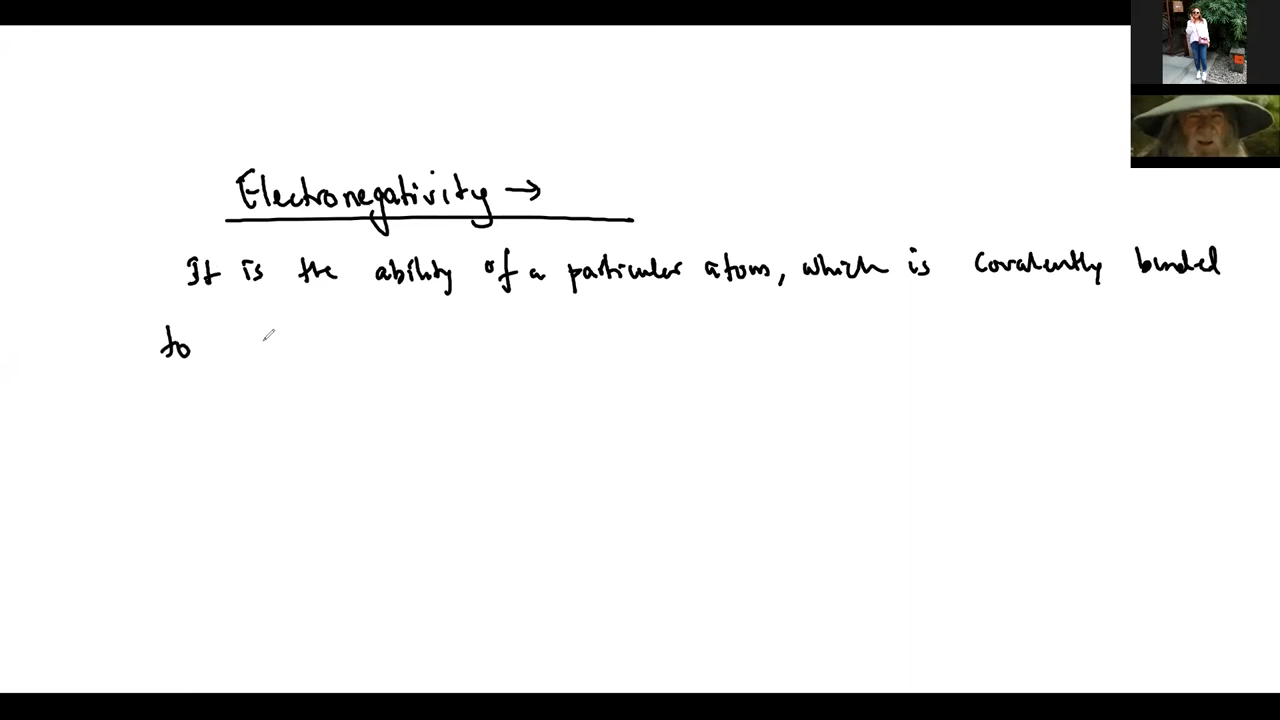 Electronegativity →
It is the ability of a particular atom, which is covalently bonded
to